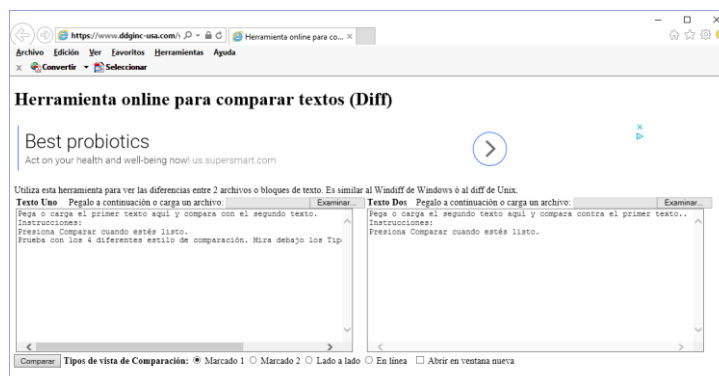 https://www.ddginc-usa.com/
Herramienta online para co...
Archivo Edición Ver Favoritos Herramientas Ayuda
Convertir Seleccionar
Herramienta online para comparar textos (Diff)
Best probiotics
Act on your health and well-being now! us.supersmart.com
Utiliza esta herramienta para ver las diferencias entre 2 archivos o bloques de texto. Es similar al Windiff de Windows ó al diff de Unix.
Texto Uno Pegalo a continuación o carga un archivo: Examinar...
Pega o carga el primer texto aquí y compara con el segundo texto.
Instrucciones:
Presiona Comparar cuando estés listo.
Prueba con los 4 diferentes estilo de comparación. Mira debajo los Tip
Texto Dos Pegalo a continuación o carga un archivo: Examinar...
Pega o carga el segundo texto aquí y compara contra el primer texto..
Instrucciones:
Presiona Comparar cuando estés listo.
Comparar Tipos de vista de Comparación: Marcado 1 Marcado 2 Lado a lado En línea Abrir en ventana nueva